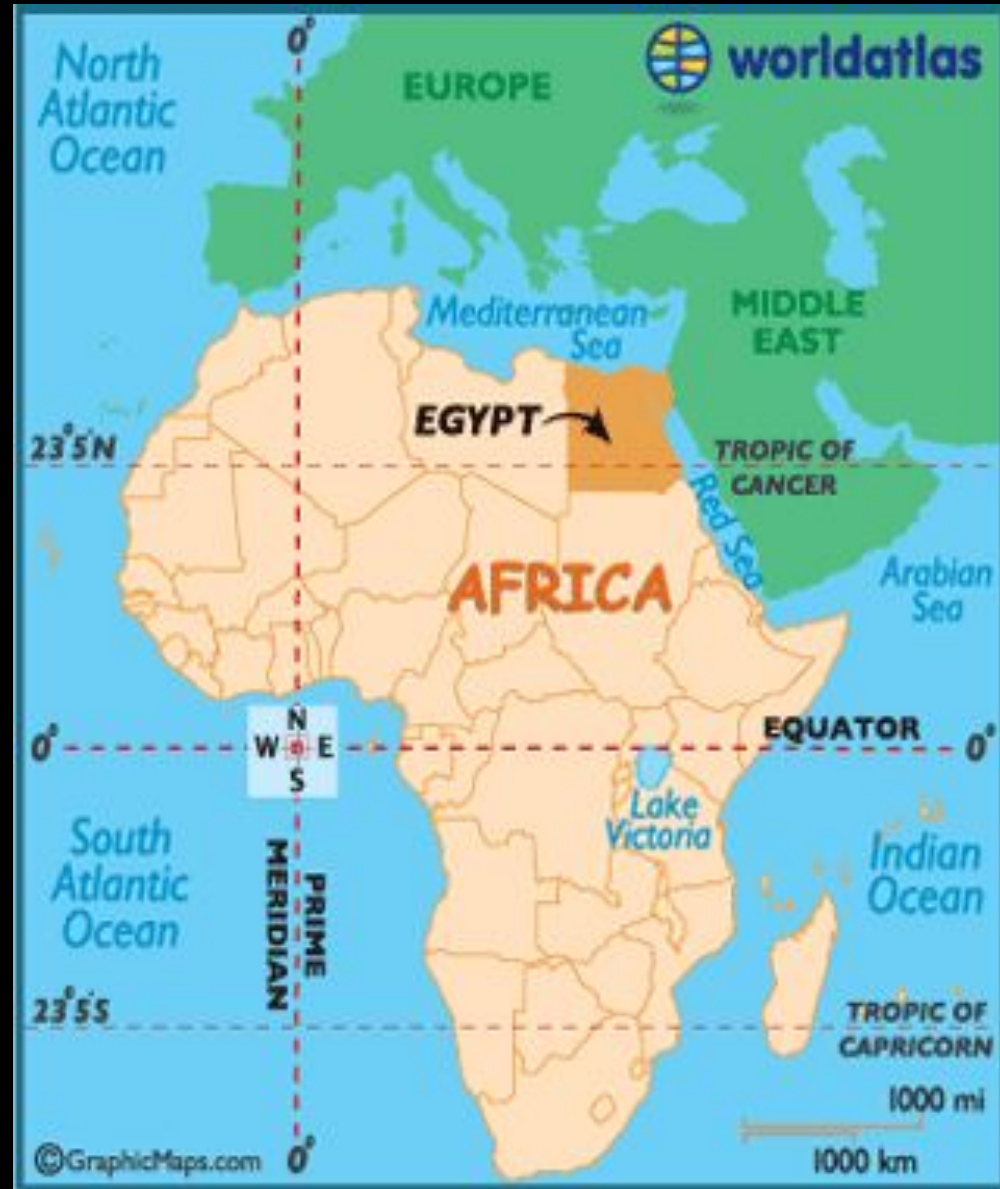 0°
North
Atlantic
Ocean
EUROPE
worldatlas
Mediterranean
Sea
MIDDLE
EAST
EGYPT
23°5'N
TROPIC OF
CANCER
Red Sea
AFRICA
Arabian
Sea
N
W E
S
0°
EQUATOR
0°
Lake
Victoria
South
Atlantic
Ocean
PRIME
MERIDIAN
Indian
Ocean
23°5'S
TROPIC OF
CAPRICORN
1000 mi
1000 km
©GraphicMaps.com
0°